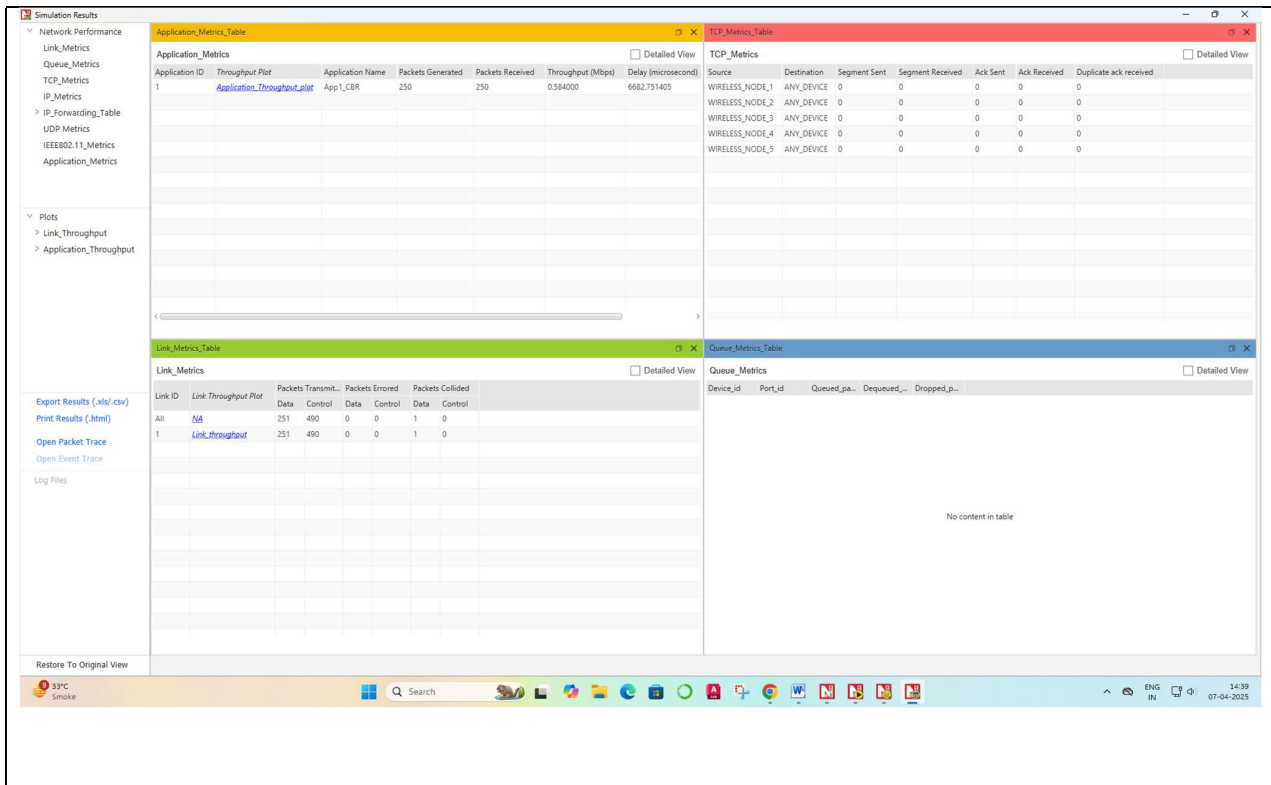 Simulation Results
Network Performance
Link_Metrics
Queue_Metrics
TCP_Metrics
IP_Metrics
IP_Forwarding_Table
UDP Metrics
IEEE802.11_Metrics
Application_Metrics
Plots
Link_Throughput
Application_Throughput
Export Results (.xls/.csv)
Print Results (.html)
Open Packet Trace
Open Event Trace
Log Files
Restore To Original View
Application_Metrics_Table
Application_Metrics Detailed View
Application ID Throughput Plot Application Name Packets Generated Packets Received Throughput (Mbps) Delay (microsecond)
1 Application_Throughput_plot App1_CBR 250 250 0.584000 6682.751405
TCP_Metrics_Table
TCP_Metrics Detailed View
Source Destination Segment Sent Segment Received Ack Sent Ack Received Duplicate ack received
WIRELESS_NODE_1 ANY_DEVICE 0 0 0 0 0
WIRELESS_NODE_2 ANY_DEVICE 0 0 0 0 0
WIRELESS_NODE_3 ANY_DEVICE 0 0 0 0 0
WIRELESS_NODE_4 ANY_DEVICE 0 0 0 0 0
WIRELESS_NODE_5 ANY_DEVICE 0 0 0 0 0
Link_Metrics_Table
Link_Metrics Detailed View
Link ID Link Throughput Plot Packets Transmit... Packets Errored Packets Collided
Data Control Data Control Data Control
All NA 251 490 0 0 1 0
1 Link_throughput 251 490 0 0 1 0
Queue_Metrics_Table
Queue_Metrics Detailed View
Device_id Port_id Queued_pa... Dequeued_... Dropped_p...
No content in table
9 33°C
Smoke
Search
ENG
IN
14:39
07-04-2025